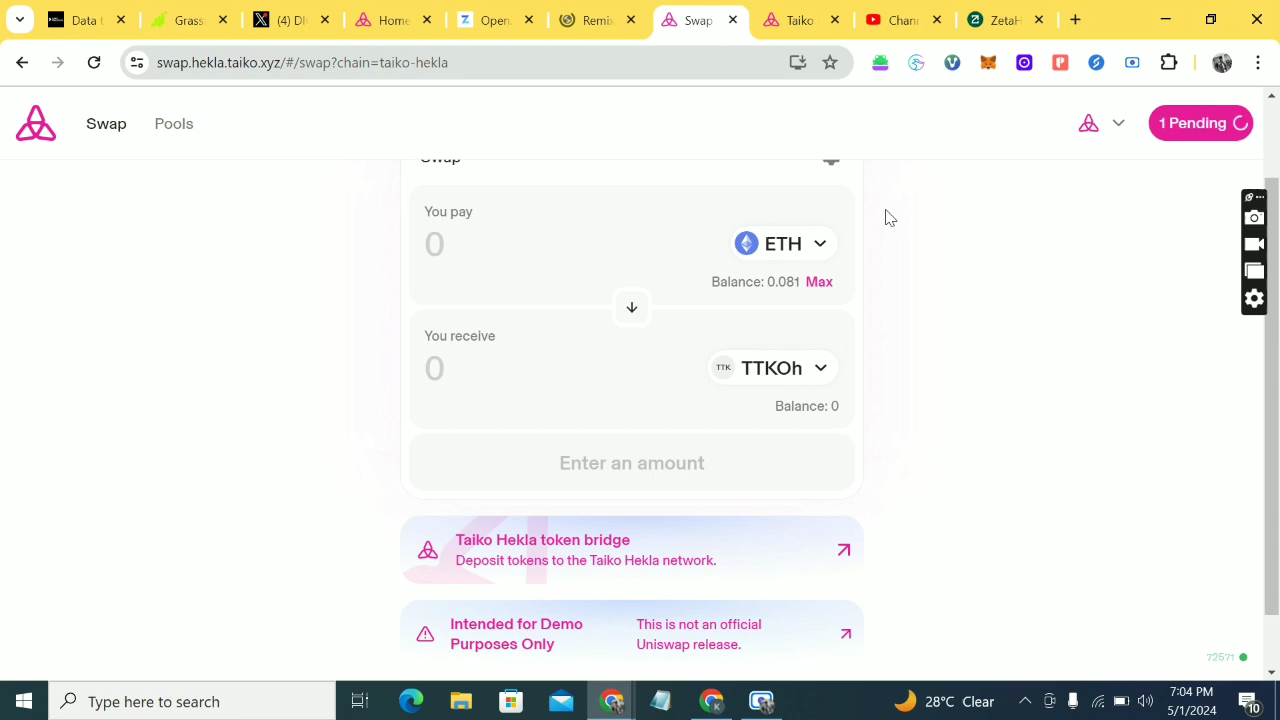 Data t
Grass
(4) DI
Home
Open.
Remix
Swap
Taiko
Chann
ZetaH
swap.hekla.taiko.xyz/#/swap?chain=taiko-hekla
Swap
Pools
1 Pending
Swap
You pay
0
ETH
Balance: 0.081 Max
You receive
0
TTK
TTKOh
Balance: 0
Enter an amount
Taiko Hekla token bridge
Deposit tokens to the Taiko Hekla network.
Intended for Demo
Purposes Only
This is not an official
Uniswap release.
72571
Type here to search
28°C Clear
7:04 PM
5/1/2024
10